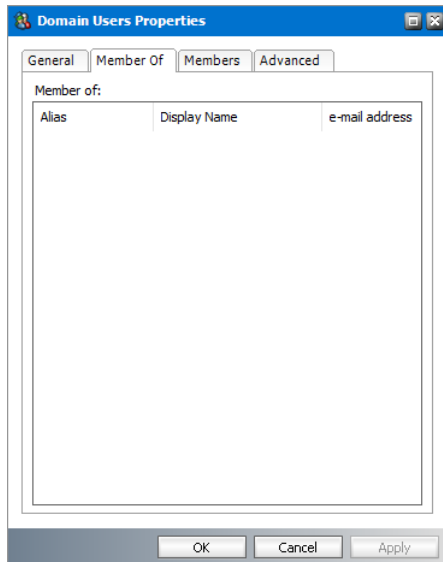 Domain Users Properties
General Member Of Members Advanced
Member of:
Alias Display Name e-mail address
OK Cancel Apply